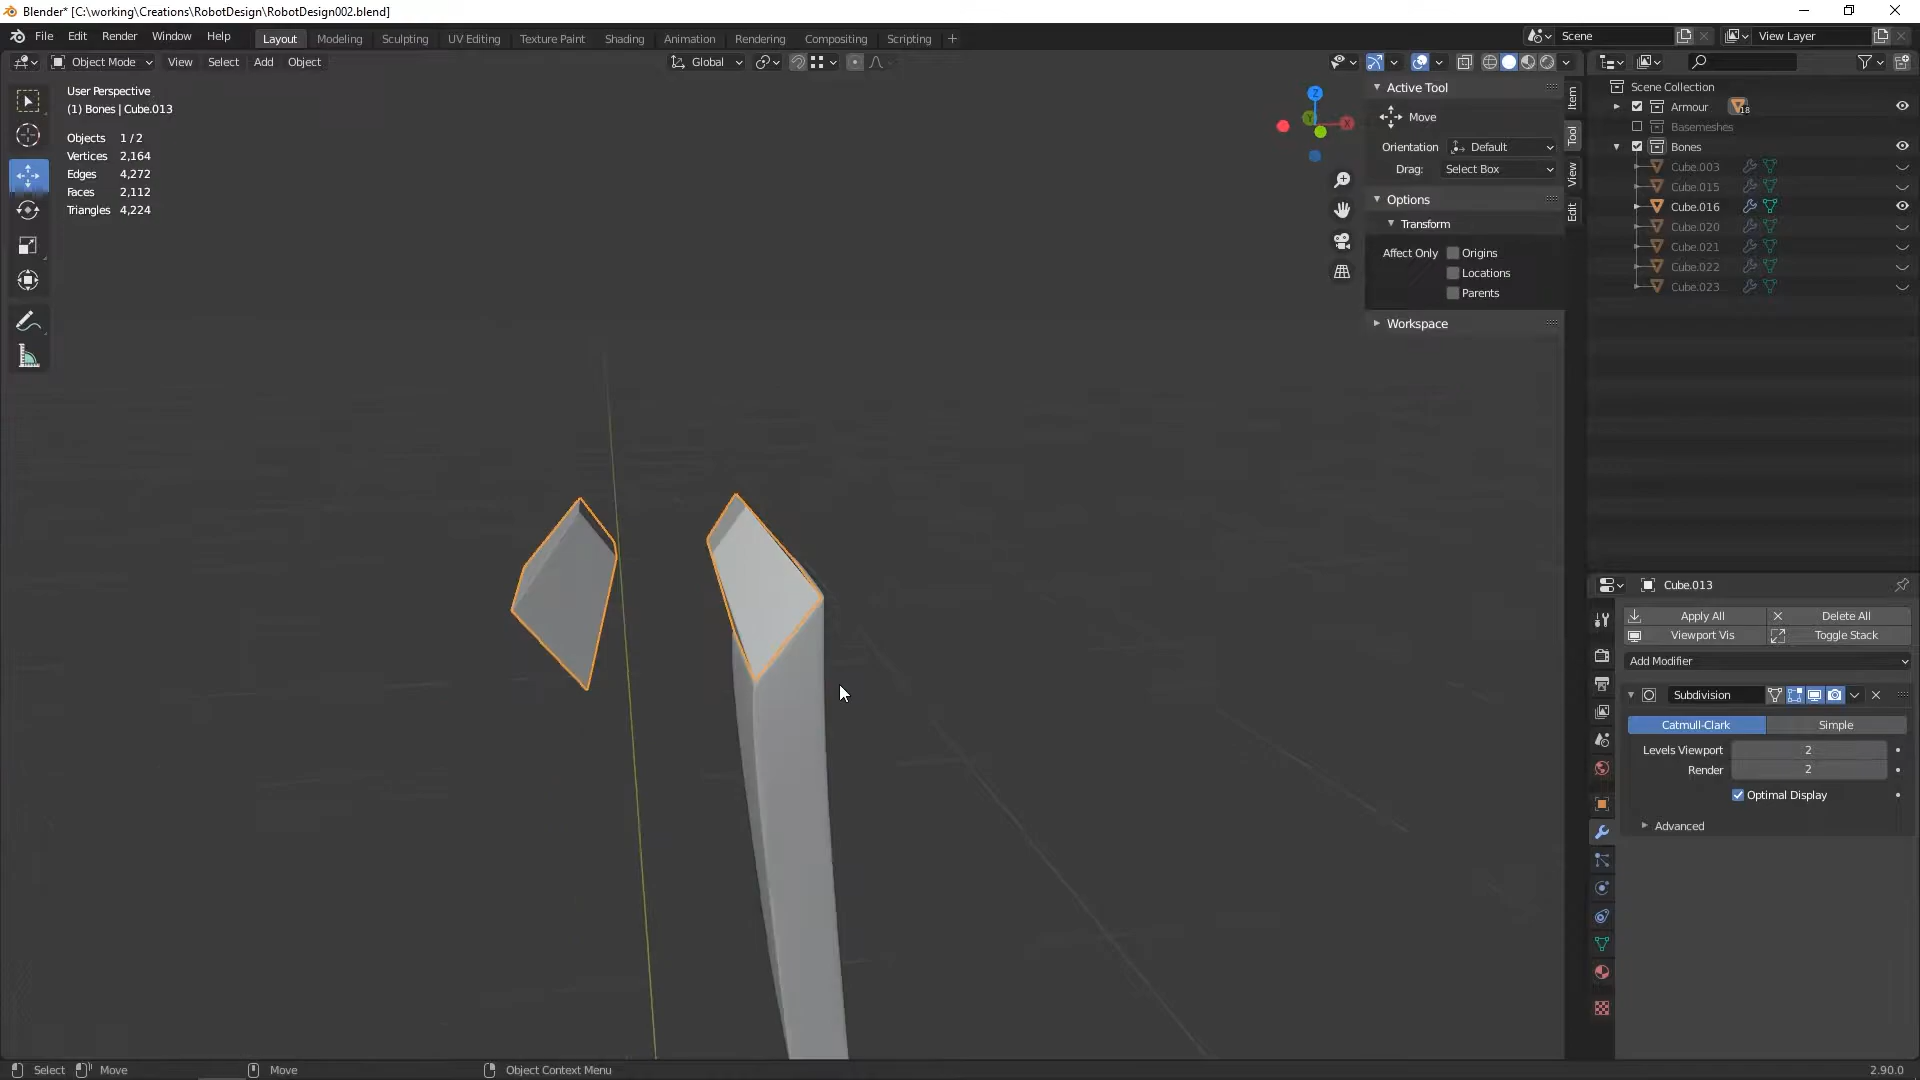 Blender* [C:\working\Creations\RobotDesign\RobotDesign002.blend]
File Edit Render Window Help
Layout Modeling Sculpting UV Editing Texture Paint Shading Animation Rendering Compositing Scripting +
Scene
View Layer
Object Mode View Select Add Object
Global
User Perspective
(1) Bones | Cube.013
Objects 1 / 2
Vertices 2,164
Edges 4,272
Faces 2,112
Triangles 4,224
Z
Y
X
Active Tool
Move
Orientation Default
Drag: Select Box
Options
Transform
Affect Only Origins
Locations
Parents
Workspace
Item
Tool
View
Edit
Scene Collection
Armour 18
Basemeshes
Bones
Cube.003
Cube.015
Cube.016
Cube.020
Cube.021
Cube.022
Cube.023
Cube.013
Apply All Delete All
Viewport Vis Toggle Stack
Add Modifier
Subdivision
Catmull-Clark Simple
Levels Viewport 2
Render 2
Optimal Display
Advanced
Select Move Move Object Context Menu 2.90.0